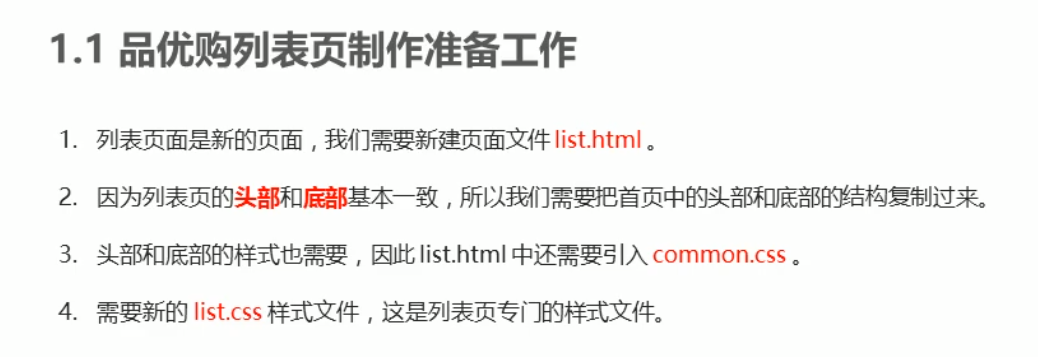 1.1 品优购列表页制作准备工作
1. 列表页面是新的页面，我们需要新建页面文件 list.html 。
2. 因为列表页的头部和底部基本一致，所以我们需要把首页中的头部和底部的结构复制过来。
3. 头部和底部的样式也需要，因此 list.html 中还需要引入 common.css 。
4. 需要新的 list.css 样式文件，这是列表页专门的样式文件。